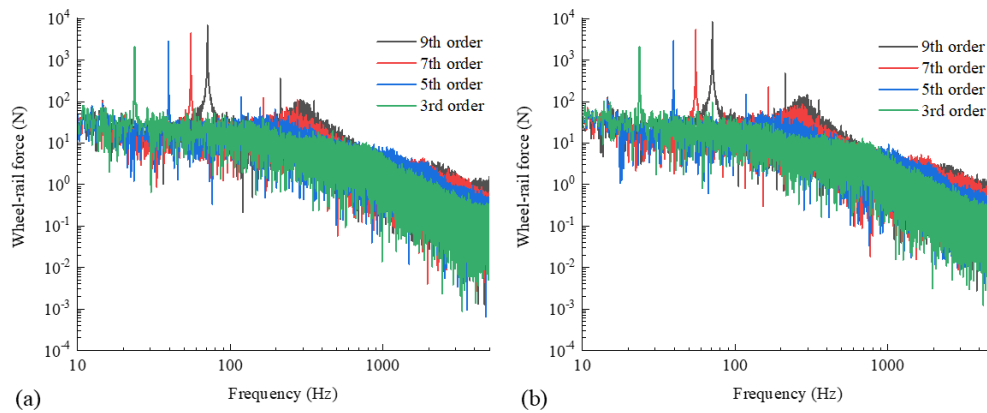 10^4
10^3
10^2
10^1
10^0
10^-1
10^-2
10^-3
10^-4
Wheel-rail force (N)
9th order
7th order
5th order
3rd order
10
100
1000
Frequency (Hz)
(a)
10^4
10^3
10^2
10^1
10^0
10^-1
10^-2
10^-3
10^-4
Wheel-rail force (N)
9th order
7th order
5th order
3rd order
10
100
1000
Frequency (Hz)
(b)